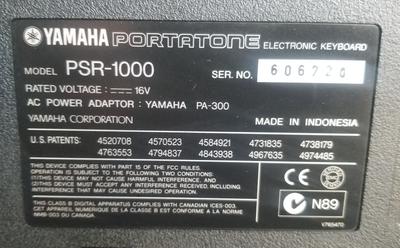 YAMAHA PORTATONE ELECTRONIC KEYBOARD
MODEL PSR-1000 SER NO. 606720
RATED VOLTAGE : ⎓ 16V
AC POWER ADAPTOR : YAMAHA PA-300
YAMAHA CORPORATION MADE IN INDONESIA
U.S. PATENTS: 4520708 4570523 4584921 4731835 4738179
4763553 4794837 4843938 4967635 4974485
THIS DEVICE COMPLIES WITH PART 15 OF THE FCC RULES.
OPERATION IS SUBJECT TO THE FOLLOWING TWO CONDITIONS:
(1)THIS DEVICE MAY NOT CAUSE HARMFUL INTERFERENCE, AND
(2)THIS DEVICE MUST ACCEPT ANY INTERFERENCE RECEIVED, INCLUDING
INTERFERENCE THAT MAY CAUSE UNDESIRED OPERATION.
THIS CLASS B DIGITAL APPARATUS COMPLIES WITH CANADIAN ICES-003.
CET APPAREIL NUMERIQUE DE LA CLASSE B EST CONFORME A LA NORME
NMB-003 DU CANADA.
N89
V765470